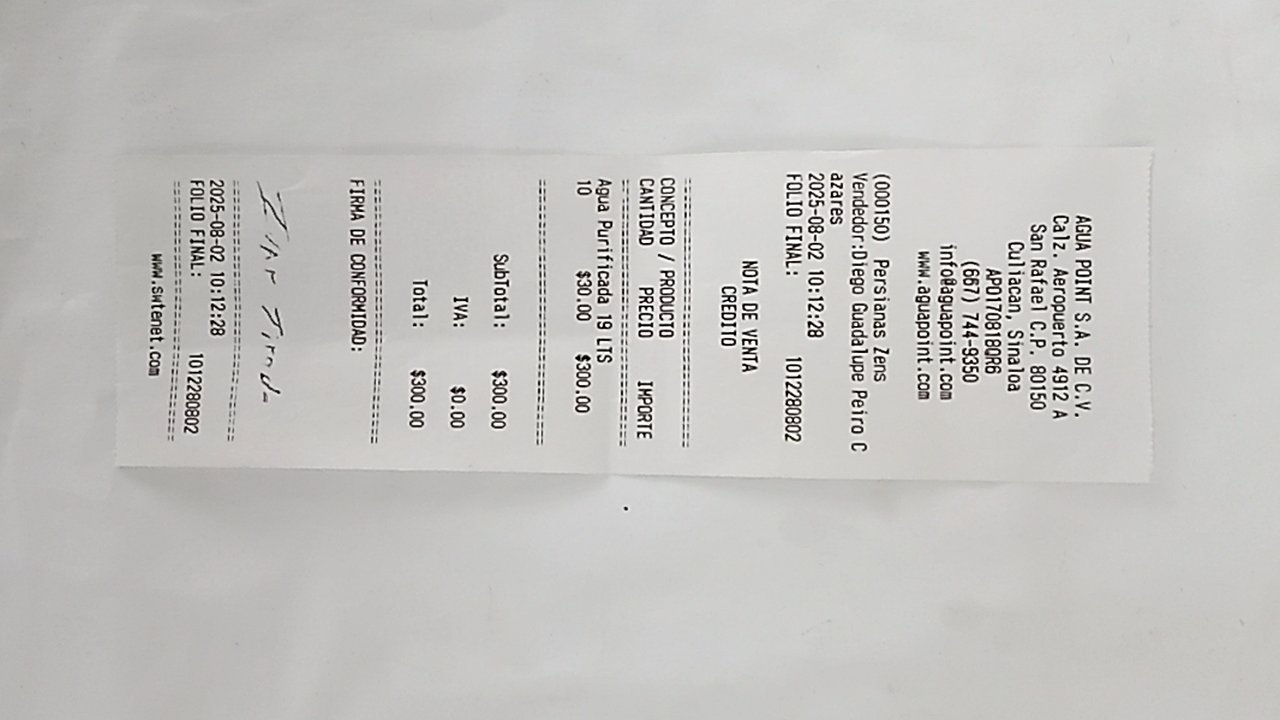 AGUA POINT S.A. DE C.V.
Calz. Aeropuerto 4912 A
San Rafael C.P. 80150
Culiacan, Sinaloa
APO170818QR6
(667) 744-9350
info@aguapoint.com
www.aguapoint.com
(000150) Persianas Zens
Vendedor:Diego Guadalupe Peiro C
azares
2025-08-02 10:12:28
FOLIO FINAL: 1012280802
NOTA DE VENTA
CREDITO
CONCEPTO / PRODUCTO
CANTIDAD PRECIO IMPORTE
Agua Purificada 19 LTS
10 $30.00 $300.00
SubTotal: $300.00
IVA: $0.00
Total: $300.00
FIRMA DE CONFORMIDAD:
2025-08-02 10:12:28
FOLIO FINAL: 1012280802
www.swtenet.com